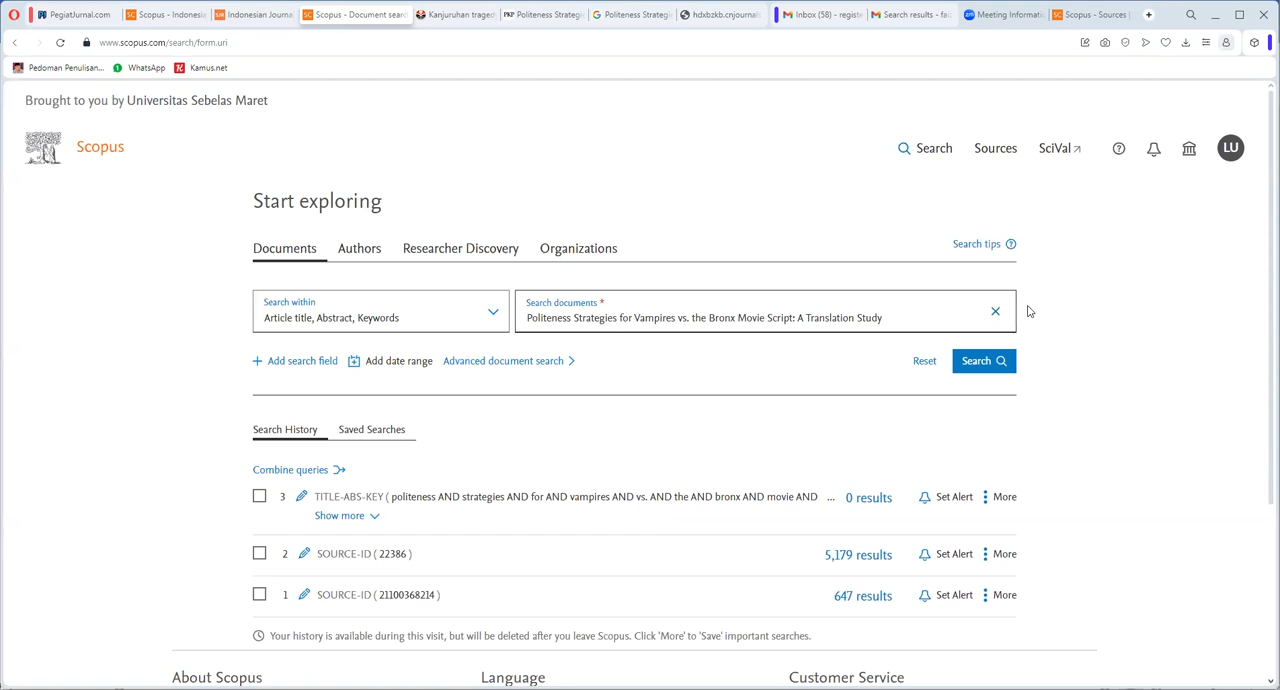 PegiatJurnal.com
Scopus - Indonesia
Indonesian Journa
Scopus - Document sear
Kanjuruhan traged
PKP Politeness Strategi
Politeness Strategi
hdxbzkb.cnjournals
Inbox (58) - registe
Search results - fai
Meeting Informati
Scopus - Sources
www.scopus.com/search/form.uri
Pedoman Penulisan...
WhatsApp
Kamus.net
Brought to you by Universitas Sebelas Maret
Scopus
Search
Sources
SciVal
LU
Start exploring
Documents
Authors
Researcher Discovery
Organizations
Search tips
Search within
Article title, Abstract, Keywords
Search documents *
Politeness Strategies for Vampires vs. the Bronx Movie Script: A Translation Study
Add search field
Add date range
Advanced document search
Reset
Search
Search History
Saved Searches
Combine queries
3 TITLE-ABS-KEY ( politeness AND strategies AND for AND vampires AND vs. AND the AND bronx AND movie AND ... 0 results Set Alert More
Show more
2 SOURCE-ID ( 22386 ) 5,179 results Set Alert More
1 SOURCE-ID ( 21100368214 ) 647 results Set Alert More
Your history is available during this visit, but will be deleted after you leave Scopus. Click 'More' to 'Save' important searches.
About Scopus
Language
Customer Service